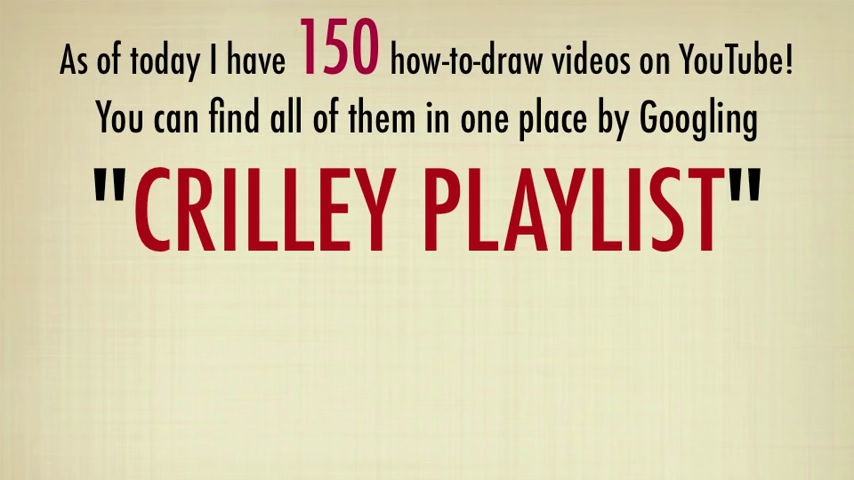 As of today I have 150 how-to-draw videos on YouTube!
You can find all of them in one place by Googling
"CRILLEY PLAYLIST"